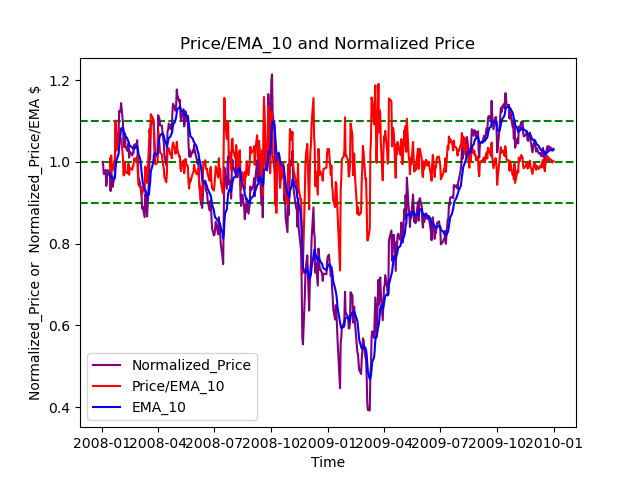 Price/EMA_10 and Normalized Price
Normalized_Price or  Normalized_Price/EMA $
1.2
1.0
0.8
0.6
0.4
Normalized_Price
Price/EMA_10
EMA_10
2008-01 2008-04 2008-07 2008-10 2009-01 2009-04 2009-07 2009-10 2010-01
Time